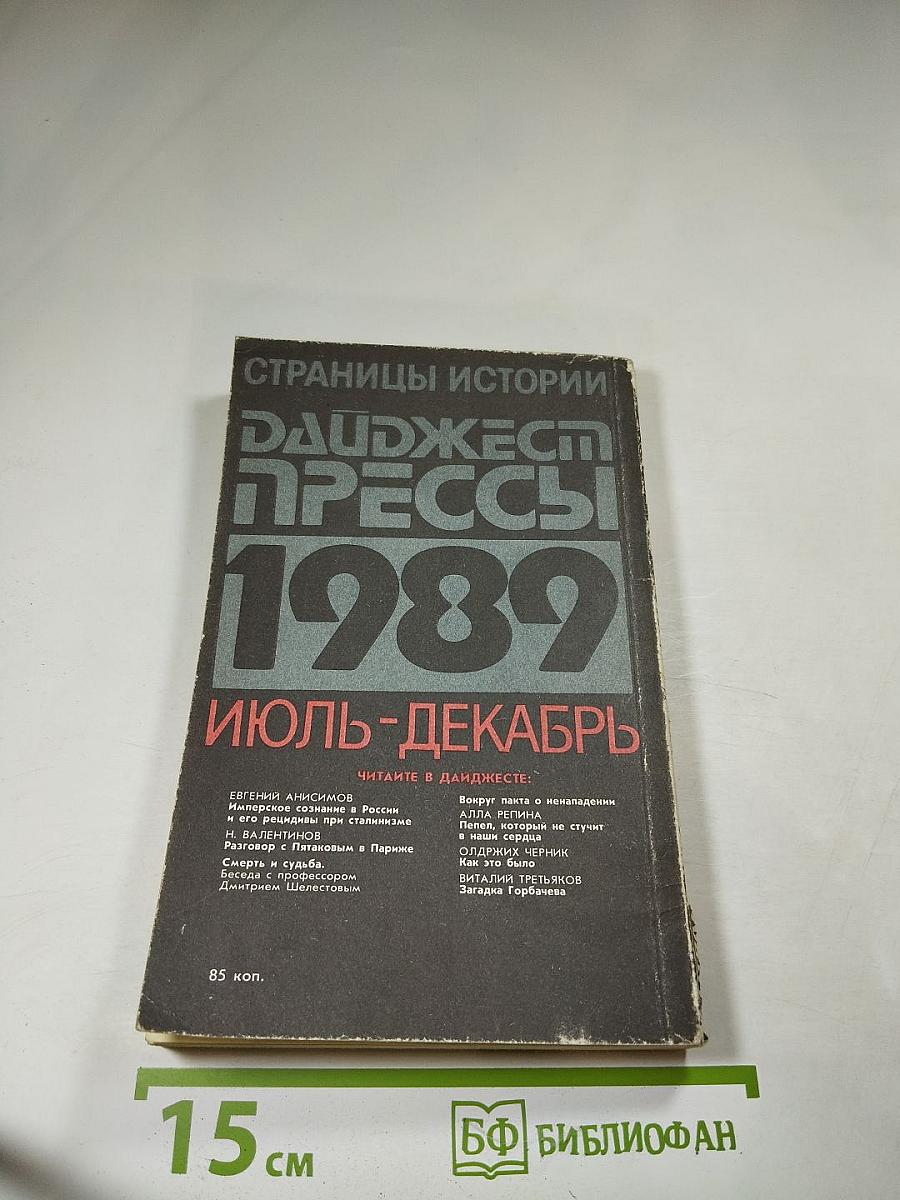 СТРАНИЦЫ ИСТОРИИ
ДАЙДЖЕСТ
ПРЕССЫ
1989
ИЮЛЬ-ДЕКАБРЬ
ЧИТАЙТЕ В ДАЙДЖЕСТЕ:
ЕВГЕНИЙ АНИСИМОВ
Имперское сознание в России
и его рецидивы при сталинизме
Н. ВАЛЕНТИНОВ
Разговор с Пятаковым в Париже
Смерть и судьба.
Беседа с профессором
Дмитрием Шелестовым
Вокруг пакта о ненападении
АЛЛА РЕПИНА
Пепел, который не стучит
в наши сердца
ОЛДРЖИХ ЧЕРНИК
Как это было
ВИТАЛИЙ ТРЕТЬЯКОВ
Загадка Горбачева
85 коп.
15 см
БФ БИБЛИОФАН